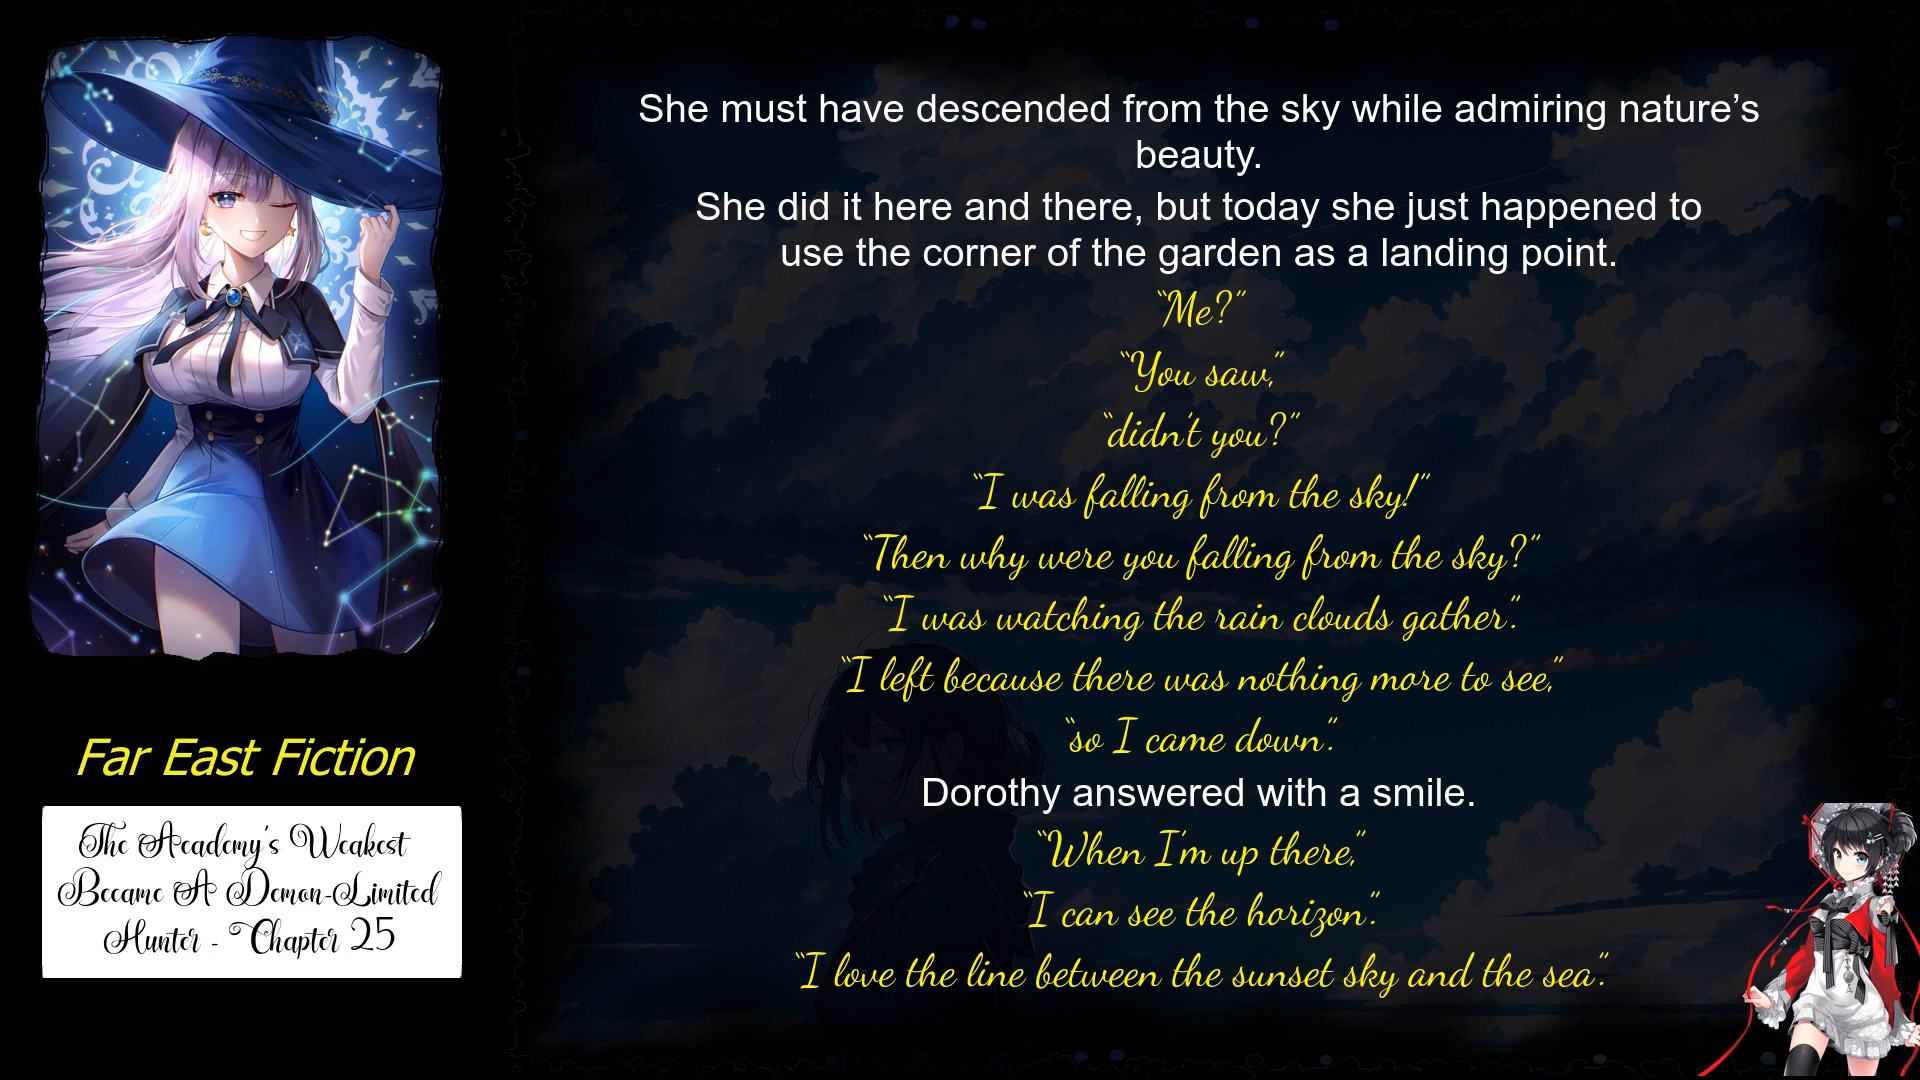 She must have descended from the sky while admiring nature’s
beauty.
She did it here and there, but today she just happened to
use the corner of the garden as a landing point.
“Me?”
“You saw,”
“didn’t you?”
“I was falling from the sky!”
“Then why were you falling from the sky?”
“I was watching the rain clouds gather.”
“I left because there was nothing more to see,”
“so I came down.”
Dorothy answered with a smile.
“When I’m up there,”
“I can see the horizon.”
“I love the line between the sunset sky and the sea.”
Far East Fiction
The Academy's Weakest
Became A Demon-Limited
Hunter - Chapter 25